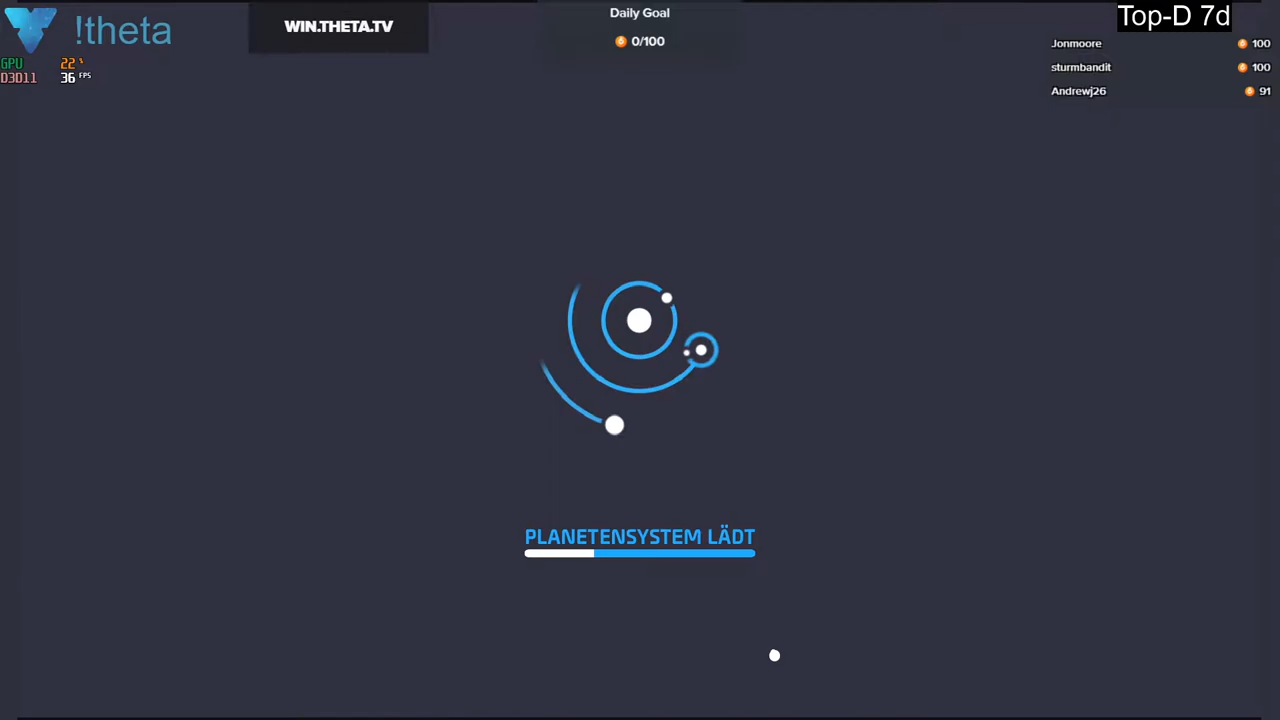 !theta
WIN.THETA.TV
Daily Goal
0/100
Top-D 7d
GPU 22 %
D3D11 36 FPS
Jonmoore 100
sturmbandit 100
Andrewj26 91
PLANETENSYSTEM LÄDT